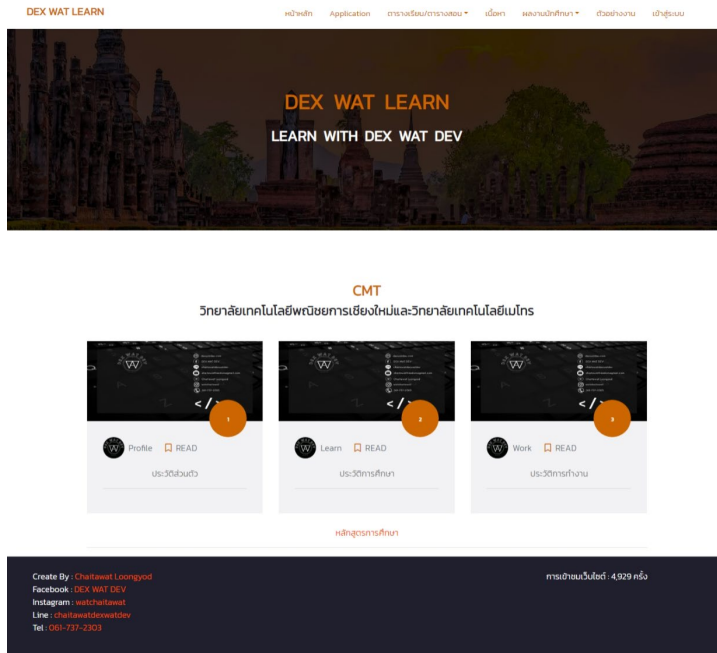 DEX WAT LEARN
หน้าหลัก Application ตารางเรียน/ตารางสอน เนื้อหา ผลงานนักศึกษา ตัวอย่างงาน เข้าสู่ระบบ
DEX WAT LEARN
LEARN WITH DEX WAT DEV
CMT
วิทยาลัยเทคโนโลยีพณิชยการเชียงใหม่และวิทยาลัยเทคโนโลยีเมโทร
DEX WAT DEV DEX WAT DEV DEX WAT DEV
W W W
</> </> </>
1 2 3
W Profile READ W Learn READ W Work READ
ประวัติส่วนตัว ประวัติการศึกษา ประวัติการทำงาน
หลักสูตรการศึกษา
Create By : Chaitawat Loongyod การเข้าชมเว็บไซต์ : 4,929 ครั้ง
Facebook : DEX WAT DEV
Instagram : watchaitawat
Line : chaitawatdexwatdev
Tel : 061-737-2303